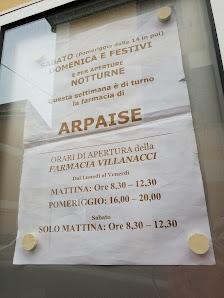 SABATO (Pomeriggio dalle 14 in poi)
DOMENICA E FESTIVI
E PER APERTURE
NOTTURNE
Questa settimana è di turno
la farmacia di
ARPAISE
ORARI DI APERTURA della
FARMACIA VILLANACCI
Dal Lunedì al Venerdì
MATTINA: Ore 8,30 – 12,30
POMERIGGIO: 16,00 – 20,00
Sabato
SOLO MATTINA: Ore 8,30 – 12,30